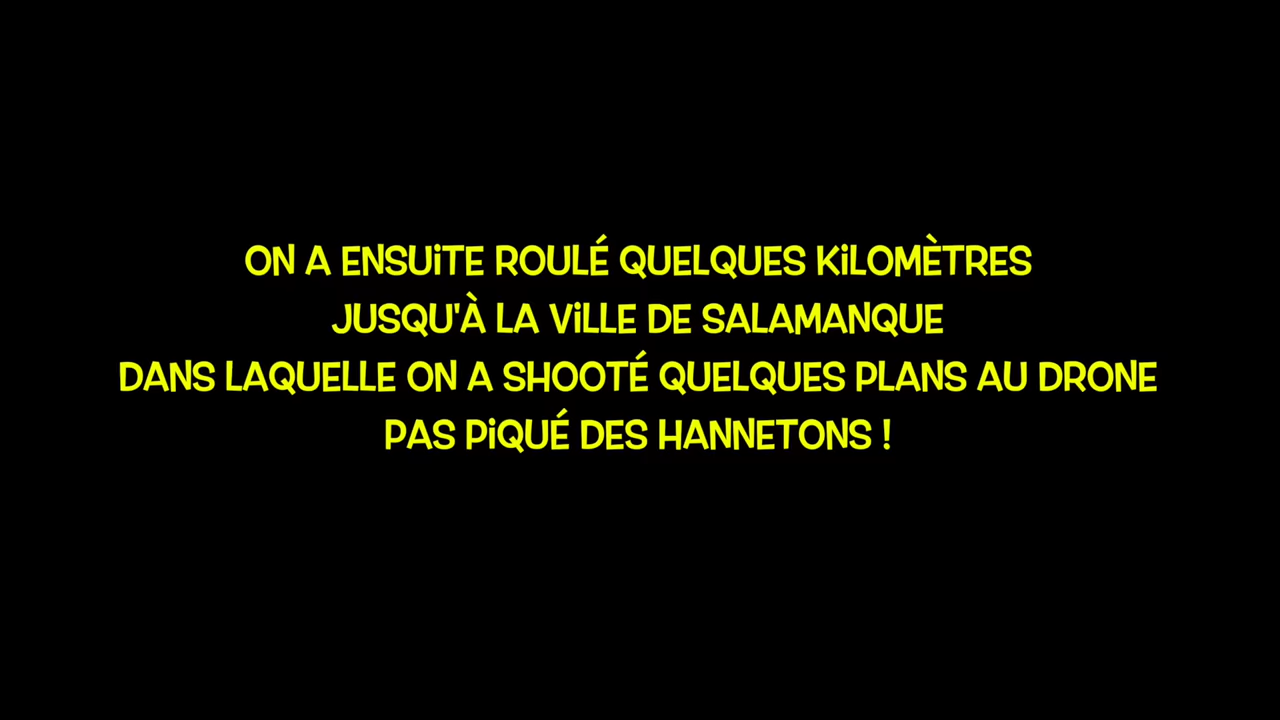 ON A ENSUITE ROULÉ QUELQUES KILOMÈTRES
JUSQU'À LA VILLE DE SALAMANQUE
DANS LAQUELLE ON A SHOOTÉ QUELQUES PLANS AU DRONE
PAS PIQUÉ DES HANNETONS !